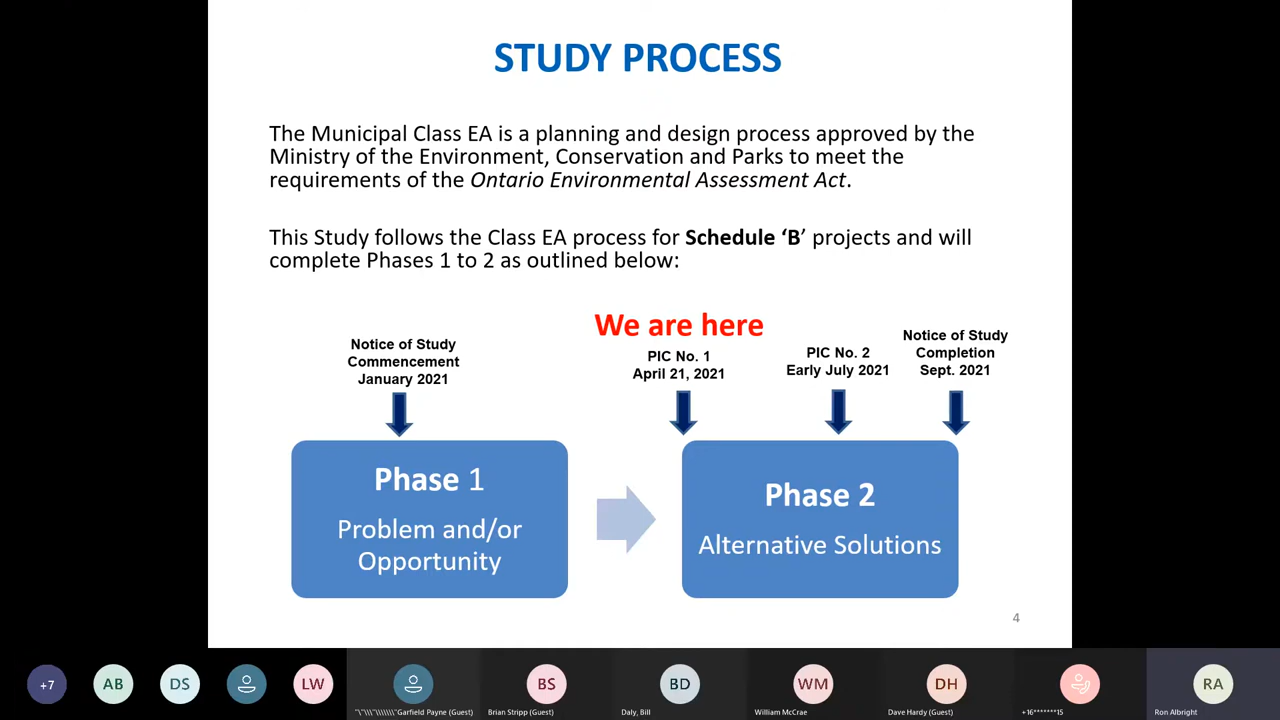 STUDY PROCESS
The Municipal Class EA is a planning and design process approved by the
Ministry of the Environment, Conservation and Parks to meet the
requirements of the Ontario Environmental Assessment Act.
This Study follows the Class EA process for Schedule ‘B’ projects and will
complete Phases 1 to 2 as outlined below:
Notice of Study
Commencement
January 2021
We are here
PIC No. 1
April 21, 2021
PIC No. 2
Early July 2021
Notice of Study
Completion
Sept. 2021
Phase 1
Problem and/or
Opportunity
Phase 2
Alternative Solutions
4
+7
AB
DS
LW
BS
BD
WM
DH
RA
Garfield Payne (Guest)
Brian Stripp (Guest)
Daly, Bill
William McCrae
Dave Hardy (Guest)
Ron Albright